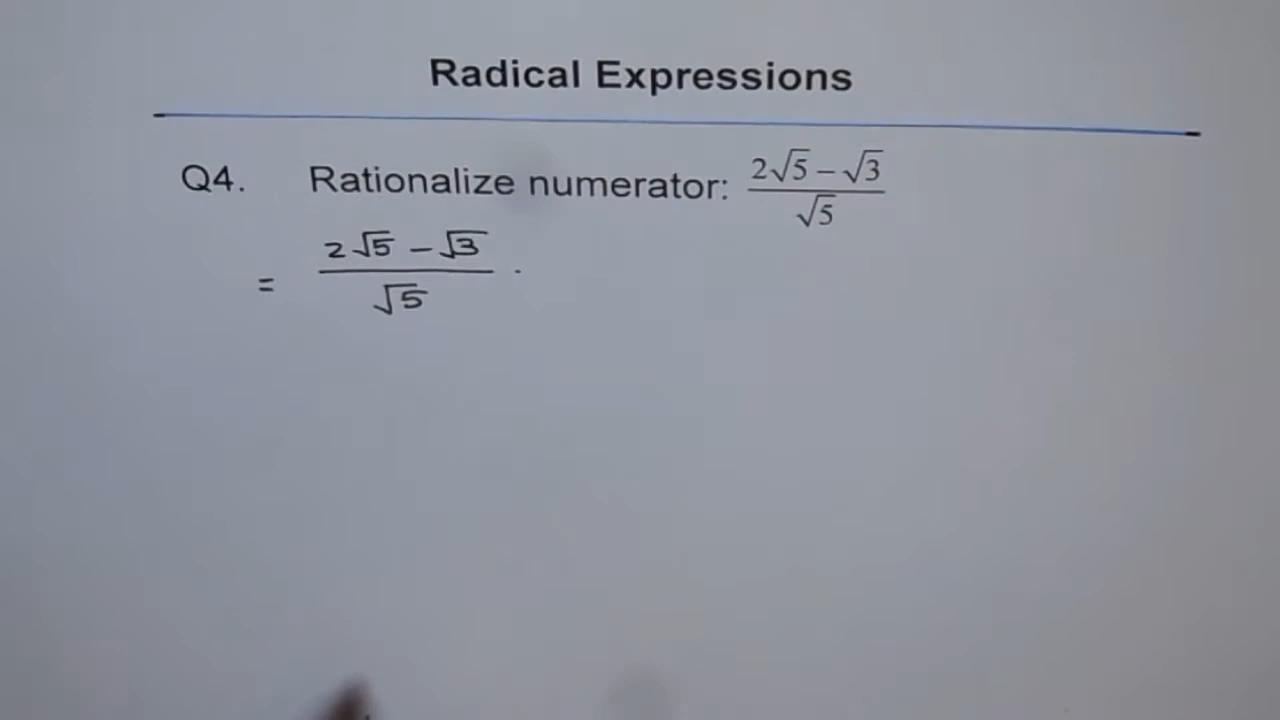 Radical Expressions
Q4. Rationalize numerator: (2√5 − √3)/√5
= (2√5 − √3)/√5 ·